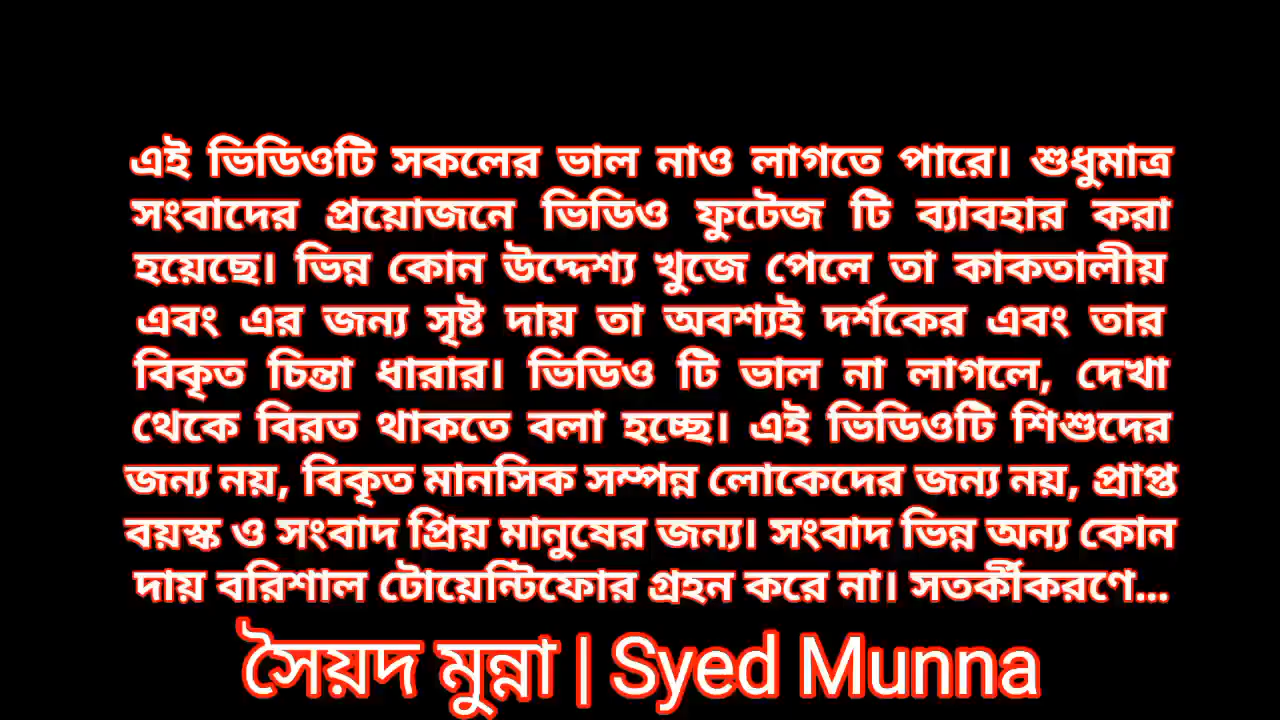 এই ভিডিওটি সকলের ভাল নাও লাগতে পারে। শুধুমাত্র
সংবাদের প্রয়োজনে ভিডিও ফুটেজ টি ব্যাবহার করা
হয়েছে। ভিন্ন কোন উদ্দেশ্য খুজে পেলে তা কাকতালীয়
এবং এর জন্য সৃষ্ট দায় তা অবশ্যই দর্শকের এবং তার
বিকৃত চিন্তা ধারার। ভিডিও টি ভাল না লাগলে, দেখা
থেকে বিরত থাকতে বলা হচ্ছে। এই ভিডিওটি শিশুদের
জন্য নয়, বিকৃত মানসিক সম্পন্ন লোকেদের জন্য নয়, প্রাপ্ত
বয়স্ক ও সংবাদ প্রিয় মানুষের জন্য। সংবাদ ভিন্ন অন্য কোন
দায় বরিশাল টোয়েন্টিফোর গ্রহন করে না। সতর্কীকরণে...
সৈয়দ মুন্না | Syed Munna